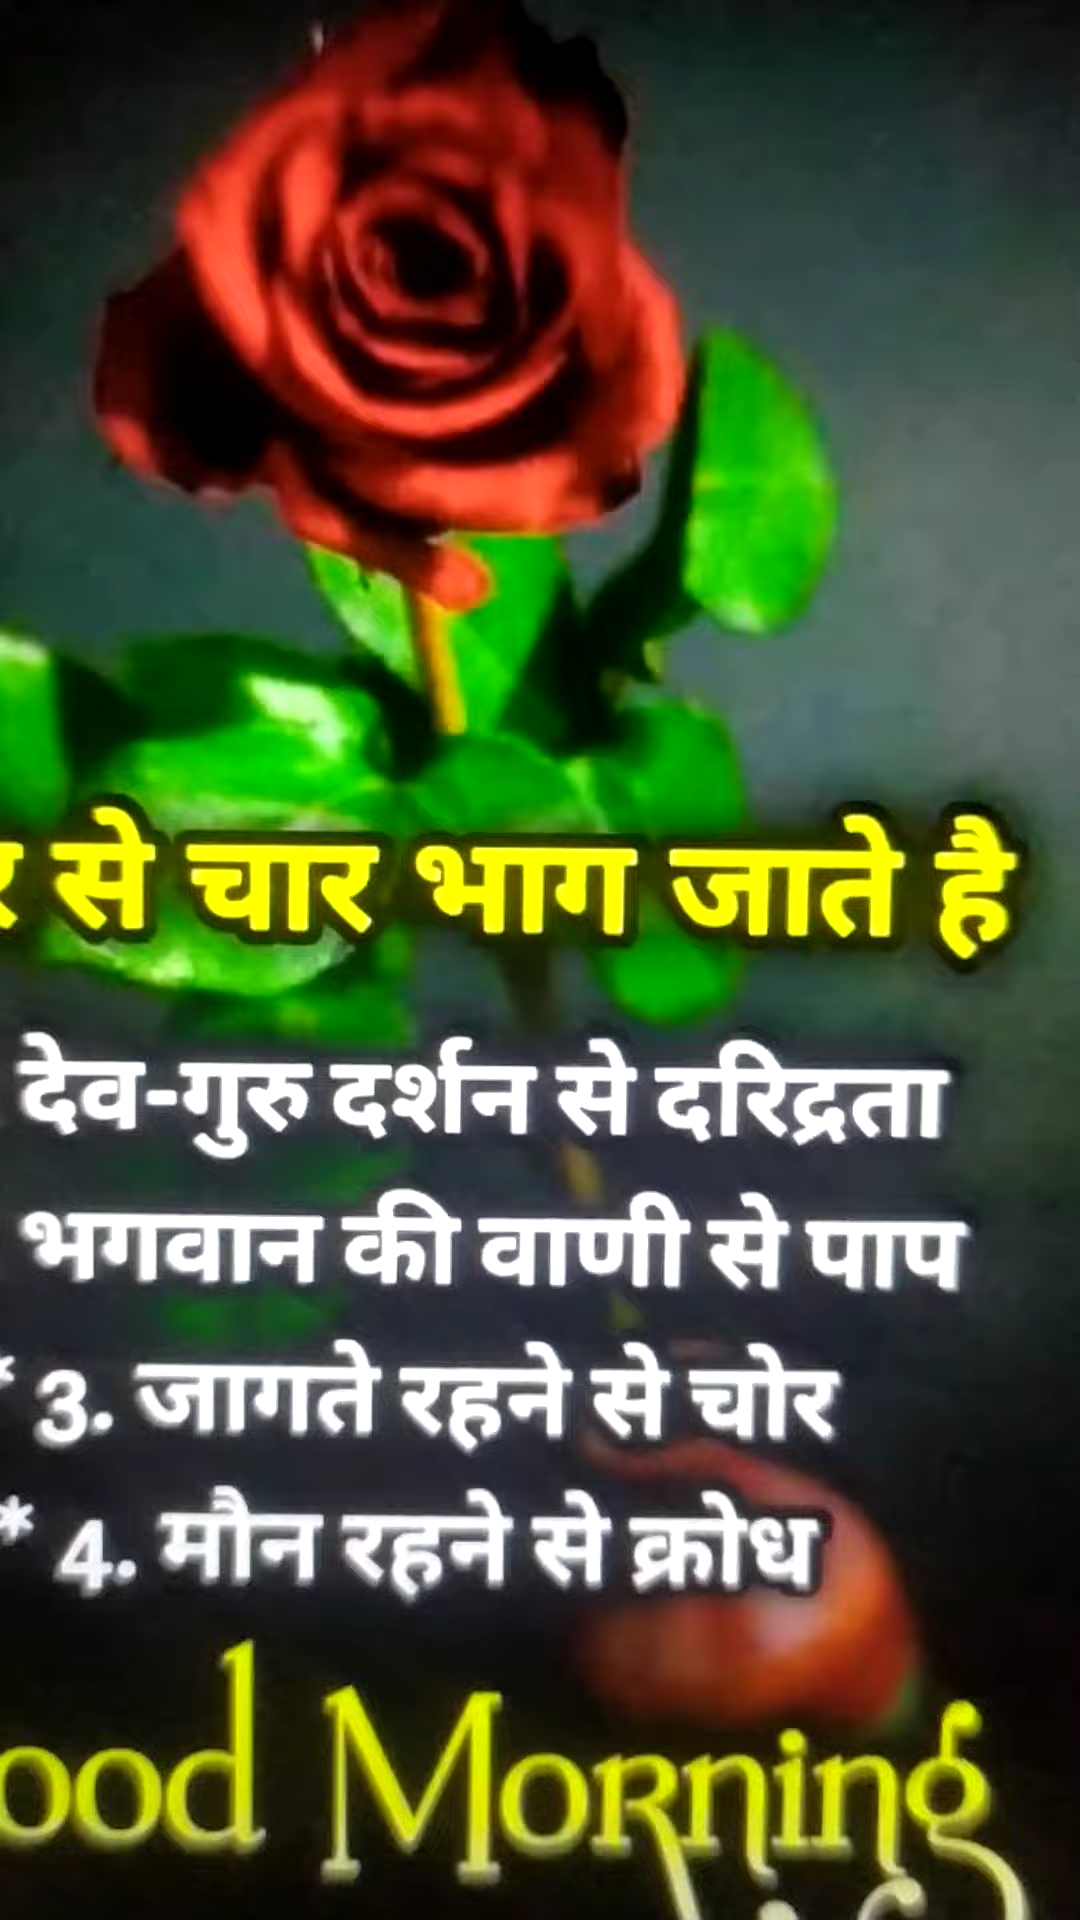 से चार भाग जाते है
देव-गुरु दर्शन से दरिद्रता
भगवान की वाणी से पाप
* 3. जागते रहने से चोर
* 4. मौन रहने से क्रोध
ood Morning